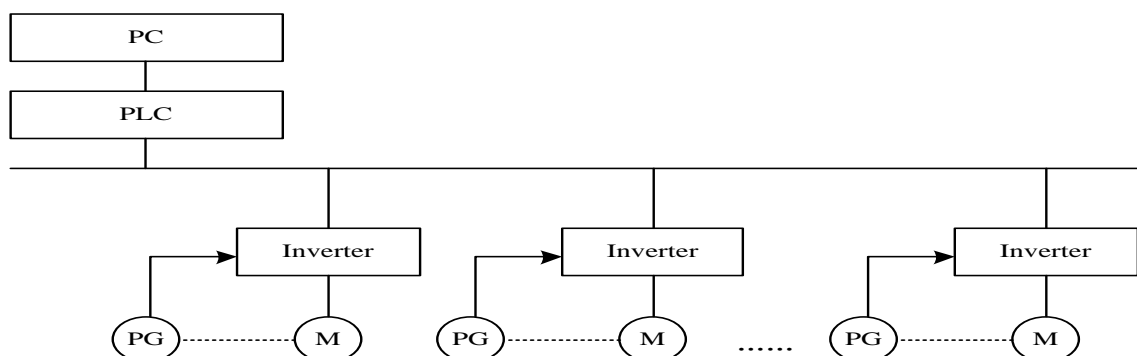 PC
PLC
Inverter Inverter Inverter
PG M PG M ...... PG M